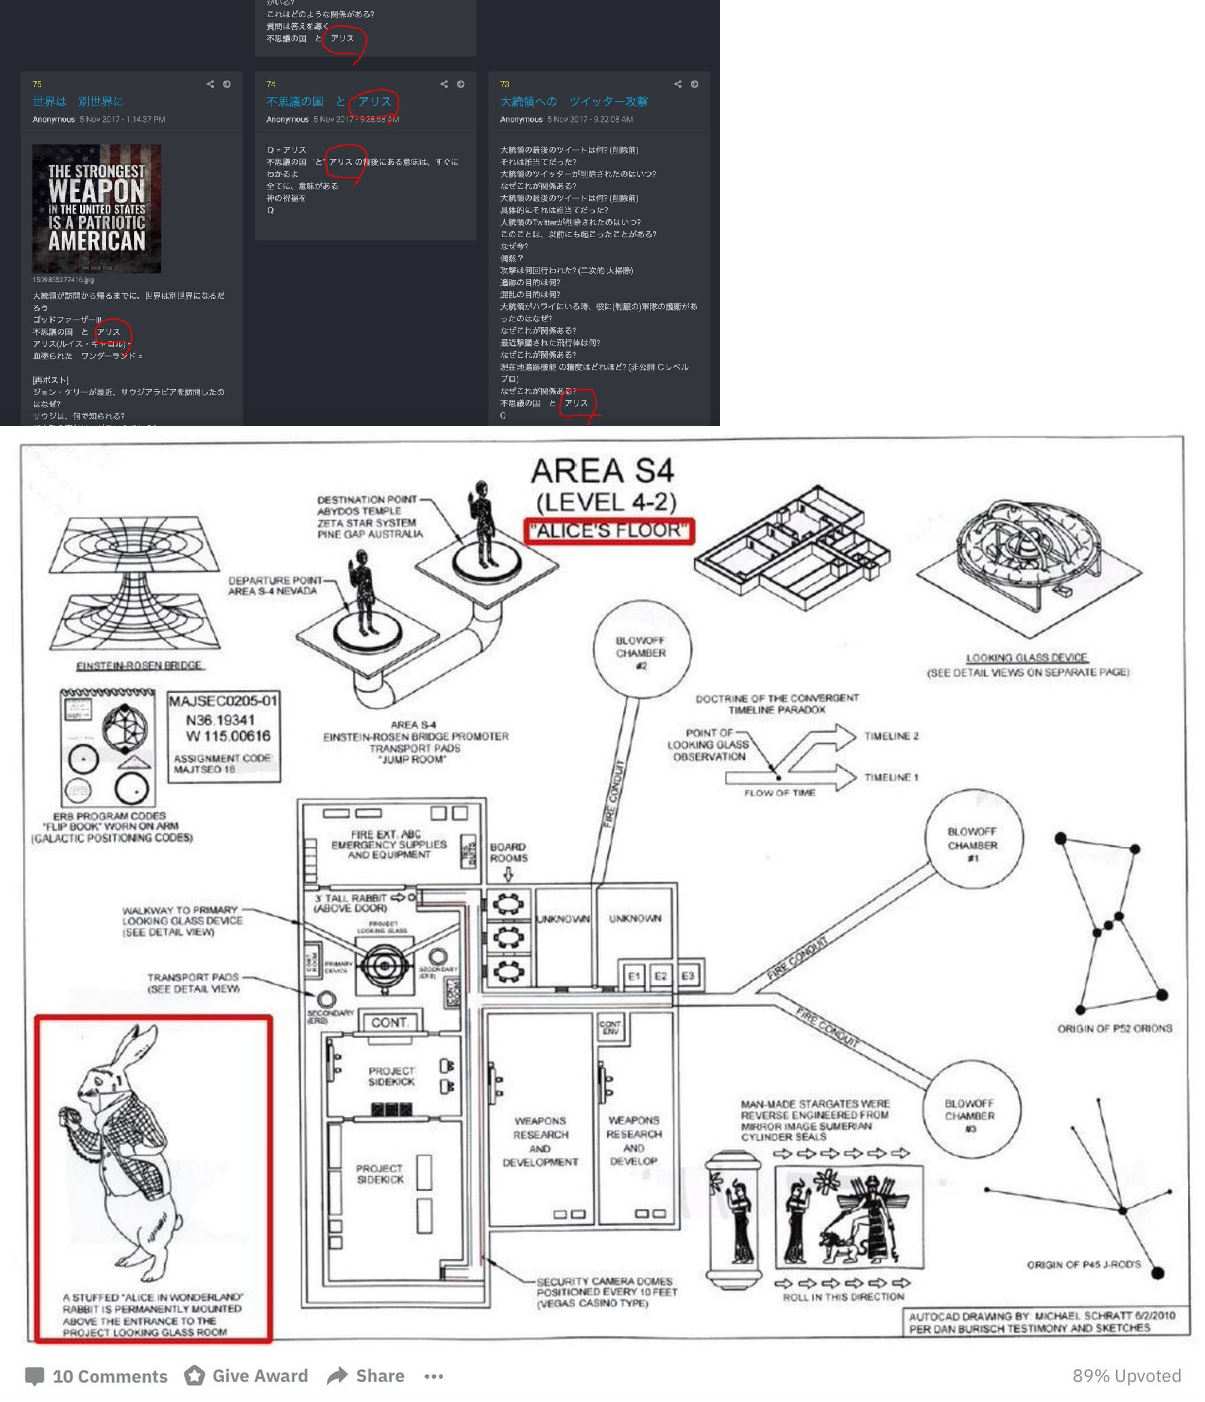 これはどのような関係がある?
質問は答えを導く
不思議の国 と アリス
75
世界は 別世界に
Anonymous 5 Nov 2017 - 1:14:37 PM
THE STRONGEST
WEAPON
IN THE UNITED STATES
IS A PATRIOTIC
AMERICAN
1509855277416.jpg
大統領が訪問から帰るまでに、世界は別世界になるだ
ろう
ゴッドファーザーIII
不思議の国 と アリス
アリス(ルイス・キャロル) =
血塗られた ワンダーランド =
[再ポスト]
ジョン・ケリーが最近、サウジアラビアを訪問したの
はなぜ?
サウジは、何で知られる?
74
不思議の国 と アリス
Anonymous 5 Nov 2017 - 9:28:58 AM
Q = アリス
不思議の国 "と" アリス の背後にある意味は、すぐに
わかるよ
全てに、意味がある
神の祝福を
Q
73
大統領への ツイッター攻撃
Anonymous 5 Nov 2017 - 9:22:08 AM
大統領の最後のツイートは何? (削除前)
それは誰当てだった?
大統領のツイッターが削除されたのはいつ?
なぜこれが関係ある?
大統領の最後のツイートは何? (削除前)
具体的にそれは誰当てだった?
大統領のTwitterが削除されたのはいつ?
このことは、以前にも起こったことがある?
なぜ今?
偶然?
攻撃は何回行われた? (二次的 大掃除)
追跡の目的は何?
混乱の目的は何?
大統領がハワイにいる時、彼に(制服の)軍隊の護衛があ
ったのはなぜ?
なぜこれが関係ある?
最近撃墜された飛行体は何?
なぜこれが関係ある?
現在地追跡機能 の精度はどれほど? (非公開 Cレベル
プロ)
なぜこれが関係ある?
不思議の国 と アリス
Q
AREA S4
(LEVEL 4-2)
"ALICE'S FLOOR"
DESTINATION POINT
ABYDOS TEMPLE
ZETA STAR SYSTEM
PINE GAP AUSTRALIA
DEPARTURE POINT
AREA S-4 NEVADA
EINSTEIN-ROSEN BRIDGE
AREA S-4
EINSTEIN-ROSEN BRIDGE PROMOTER
TRANSPORT PADS
"JUMP ROOM"
BLOWOFF
CHAMBER
#2
LOOKING GLASS DEVICE
(SEE DETAIL VIEWS ON SEPARATE PAGE)
MAJSEC0205-01
N36.19341
W 115.00616
ASSIGNMENT CODE:
MAJTSEO 16
ERB PROGRAM CODES
"FLIP BOOK" WORN ON ARM
(GALACTIC POSITIONING CODES)
DOCTRINE OF THE CONVERGENT
TIMELINE PARADOX
POINT OF
LOOKING GLASS
OBSERVATION
TIMELINE 2
TIMELINE 1
FLOW OF TIME
FIRE CONDUIT
FIRE EXT. ABC
EMERGENCY SUPPLIES
AND EQUIPMENT
BOARD
ROOMS
BLOWOFF
CHAMBER
#1
3' TALL RABBIT
(ABOVE DOOR)
PROJECT
LOOKING GLASS
UNKNOWN
UNKNOWN
WALKWAY TO PRIMARY
LOOKING GLASS DEVICE
(SEE DETAIL VIEW)
PRIMARY
DEVICE
SECONDARY
(ERB)
TRANSPORT PADS
(SEE DETAIL VIEW)
SECONDARY
(ERB)
E1 E2 E3
FIRE CONDUIT
FIRE CONDUIT
CONT.
CONT.
ENV
ORIGIN OF P52 ORIONS
PROJECT
SIDEKICK
WEAPONS
RESEARCH
AND
DEVELOPMENT
WEAPONS
RESEARCH
AND
DEVELOP
PROJECT
SIDEKICK
MAN-MADE STARGATES WERE
REVERSE ENGINEERED FROM
MIRROR IMAGE SUMERIAN
CYLINDER SEALS
BLOWOFF
CHAMBER
#3
ROLL IN THIS DIRECTION
ORIGIN OF P45 J-ROD'S
SECURITY CAMERA DOMES
POSITIONED EVERY 10 FEET
(VEGAS CASINO TYPE)
A STUFFED "ALICE IN WONDERLAND"
RABBIT IS PERMANENTLY MOUNTED
ABOVE THE ENTRANCE TO THE
PROJECT LOOKING GLASS ROOM
AUTOCAD DRAWING BY: MICHAEL SCHRATT 6/2/2010
PER DAN BURISCH TESTIMONY AND SKETCHES
10 Comments Give Award Share ••• 89% Upvoted